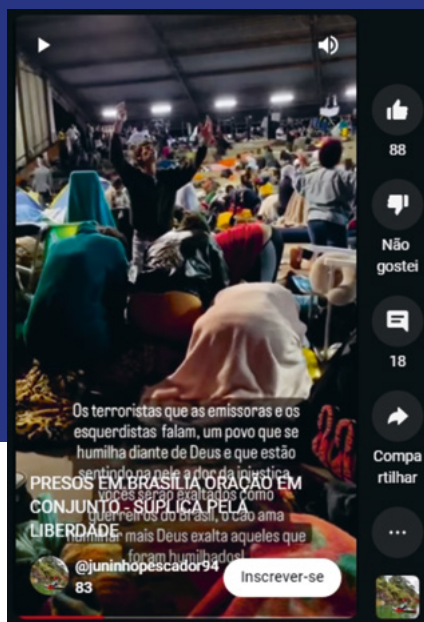 Os terroristas que as emissoras e os
esquerdistas falam, um povo que se
humilha diante de Deus e que estão
sentindo na pele a dor da injustiça
vocês serão exaltados como
guerreiros do Brasil, o cão ama
humilhar mais Deus exalta aqueles que
foram humilhados!
PRESOS EM BRASÍLIA ORAÇÃO EM
CONJUNTO - SÚPLICA PELA
LIBERDADE
@juninhopescador94
83
Inscrever-se
88
Não
gostei
18
Compa
rtilhar